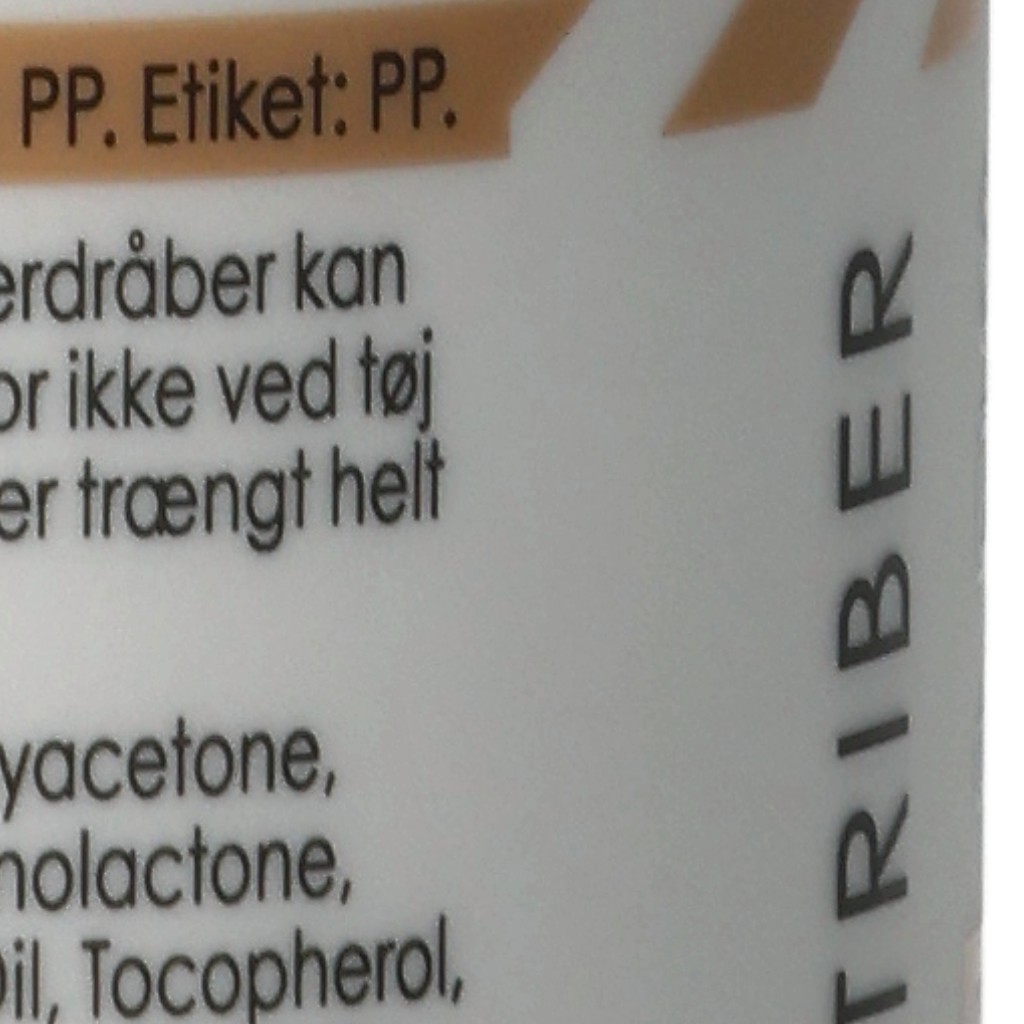 PP. Etiket: PP.
erdråber kan
or ikke ved tøj
er trængt helt
yacetone,
nolactone,
Oil, Tocopherol,
TRIBER